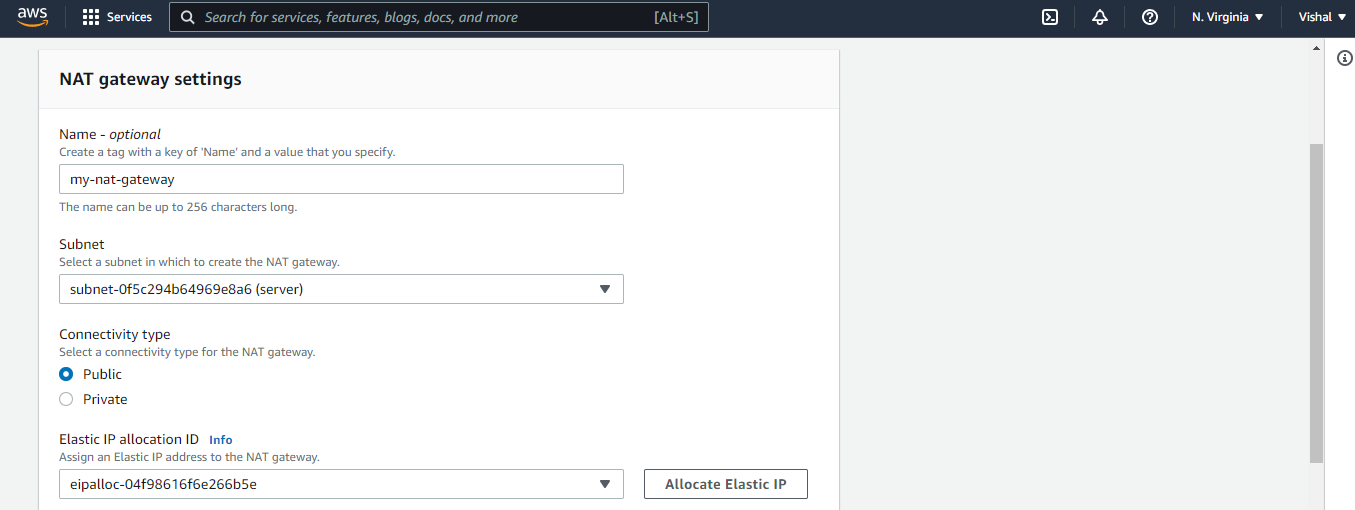 aws
Services
Search for services, features, blogs, docs, and more
[Alt+S]
N. Virginia
Vishal
NAT gateway settings
Name - optional
Create a tag with a key of 'Name' and a value that you specify.
my-nat-gateway
The name can be up to 256 characters long.
Subnet
Select a subnet in which to create the NAT gateway.
subnet-0f5c294b64969e8a6 (server)
Connectivity type
Select a connectivity type for the NAT gateway.
Public
Private
Elastic IP allocation ID Info
Assign an Elastic IP address to the NAT gateway.
eipalloc-04f98616f6e266b5e
Allocate Elastic IP